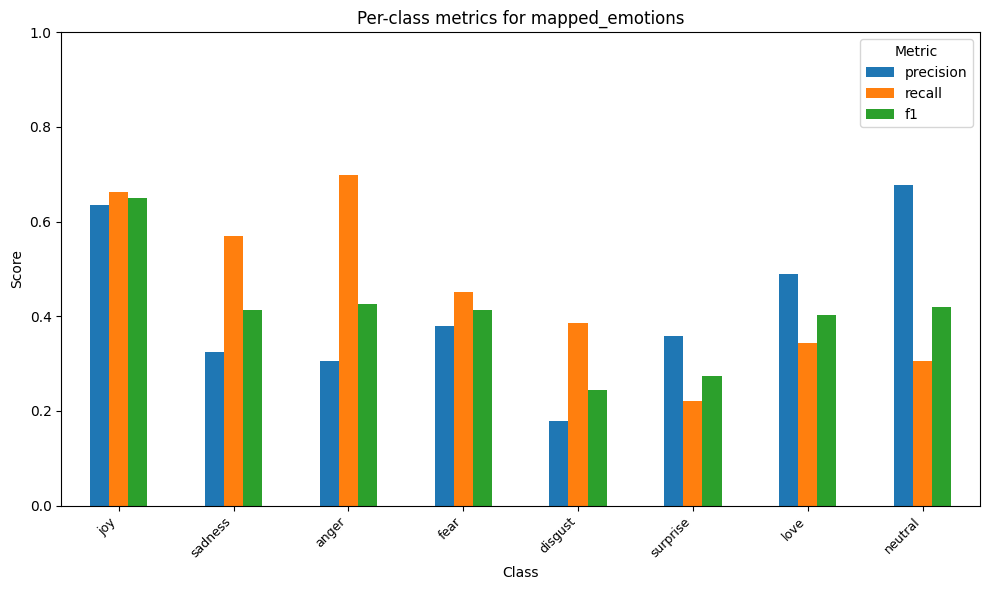 Per-class metrics for mapped_emotions
Metric
precision
recall
f1
1.0
0.8
0.6
0.4
0.2
0.0
Score
joy
sadness
anger
fear
disgust
surprise
love
neutral
Class